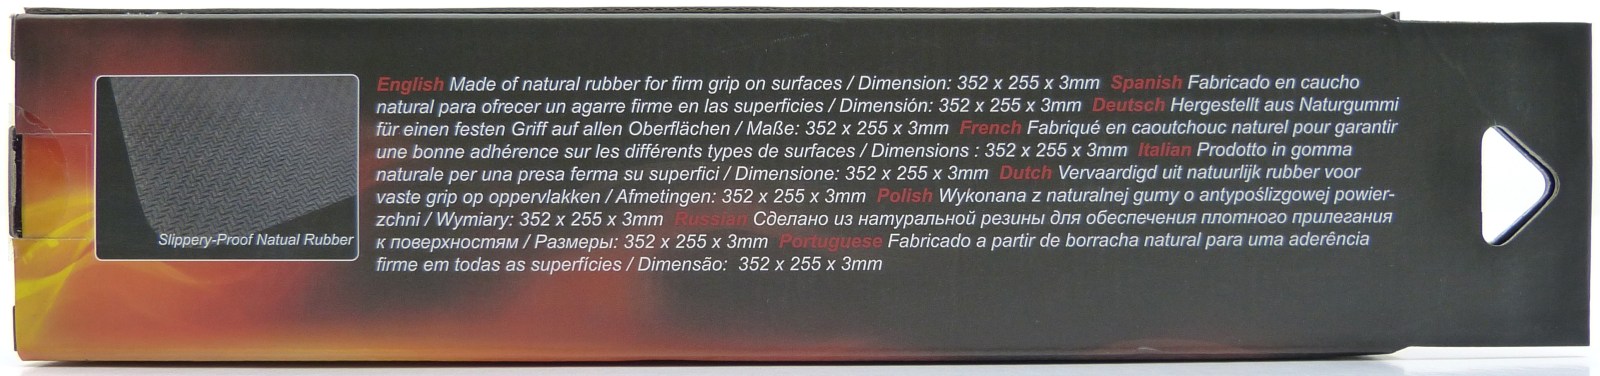 English Made of natural rubber for firm grip on surfaces / Dimension: 352 x 255 x 3mm Spanish Fabricado en caucho
natural para ofrecer un agarre firme en las superficies / Dimensión: 352 x 255 x 3mm Deutsch Hergestellt aus Naturgummi
für einen festen Griff auf allen Oberflächen / Maße: 352 x 255 x 3mm French Fabriqué en caoutchouc naturel pour garantir
une bonne adhérence sur les différents types de surfaces / Dimensions : 352 x 255 x 3mm Italian Prodotto in gomma
naturale per una presa ferma su superfici / Dimensione: 352 x 255 x 3mm Dutch Vervaardigd uit natuurlijk rubber voor
vaste grip op oppervlakken / Afmetingen: 352 x 255 x 3mm Polish Wykonana z naturalnej gumy o antypoślizgowej powier-
zchni / Wymiary: 352 x 255 x 3mm Russian Сделано из натуральной резины для обеспечения плотного прилегания
к поверхностям / Размеры: 352 x 255 x 3mm Portuguese Fabricado a partir de borracha natural para uma aderência
firme em todas as superfícies / Dimensão: 352 x 255 x 3mm
Slippery-Proof Natual Rubber